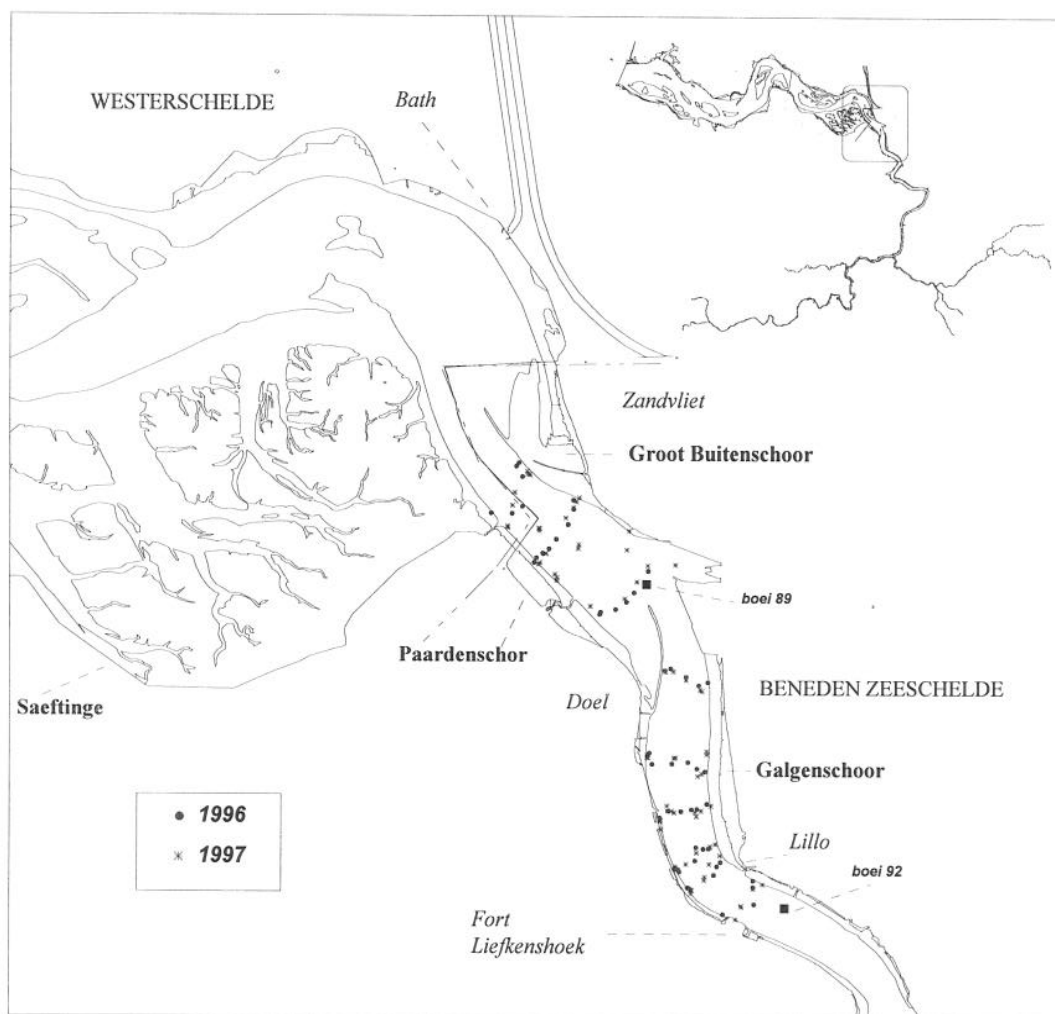 WESTERSCHELDE
Bath
Zandvliet
Groot Buitenschoor
boei 89
Paardenschor
Saeftinge
Doel
BENEDEN ZEESCHELDE
Galgenschoor
1996
1997
Lillo
boei 92
Fort
Liefkenshoek